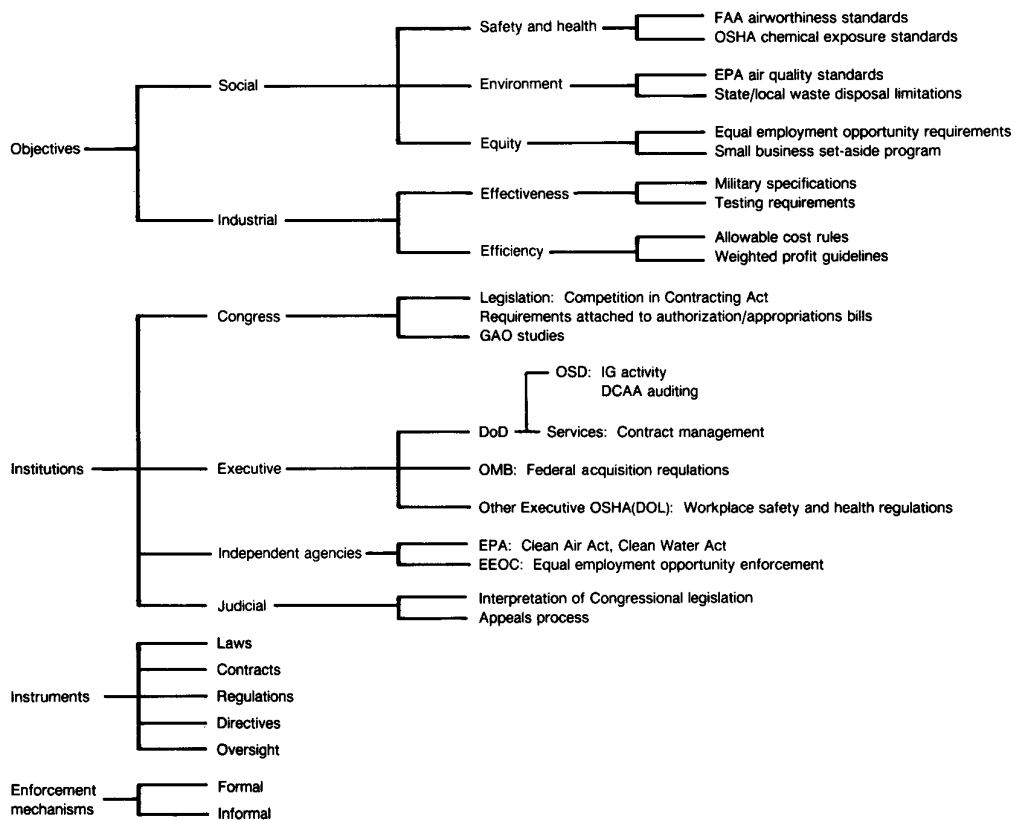 Safety and health
FAA airworthiness standards
OSHA chemical exposure standards
Social
Environment
EPA air quality standards
State/local waste disposal limitations
Objectives
Equity
Equal employment opportunity requirements
Small business set-aside program
Industrial
Effectiveness
Military specifications
Testing requirements
Efficiency
Allowable cost rules
Weighted profit guidelines
Congress
Legislation: Competition in Contracting Act
Requirements attached to authorization/appropriations bills
GAO studies
OSD: IG activity
DCAA auditing
DoD
Services: Contract management
Institutions
Executive
OMB: Federal acquisition requlations
Other Executive OSHA(DOL): Workplace safety and health regulations
Independent agencies
EPA: Clean Air Act, Clean Water Act
EEOC: Equal employment opportunity enforcement
Judicial
Interpretation of Congressional legislation
Appeals process
Instruments
Laws
Contracts
Regulations
Directives
Oversight
Enforcement
mechanisms
Formal
Informal